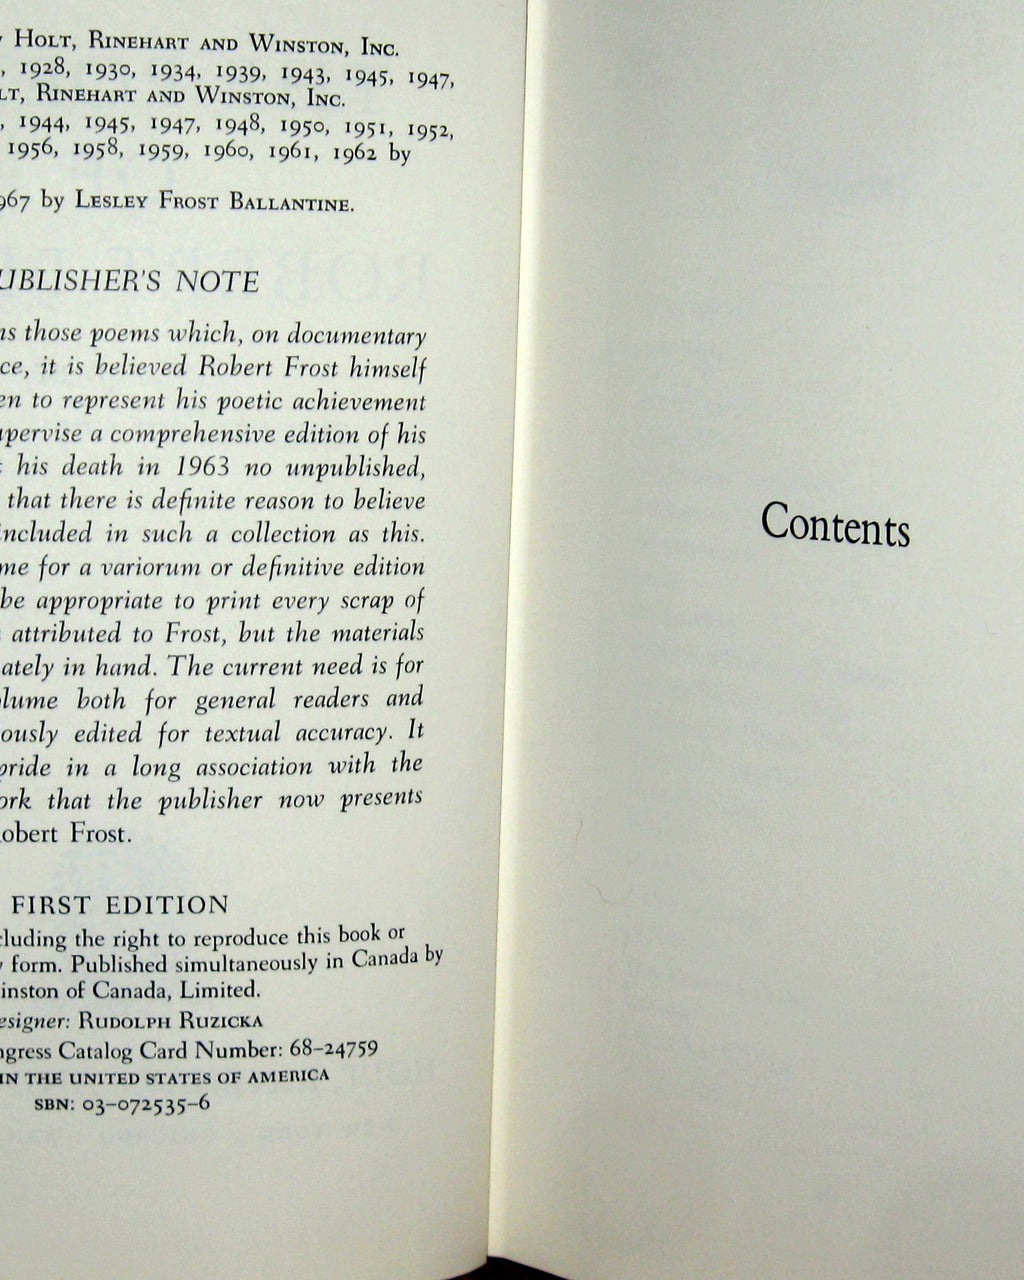 HOLT, RINEHART AND WINSTON, INC.
, 1928, 1930, 1934, 1939, 1943, 1945, 1947,
LT, RINEHART AND WINSTON, INC.
, 1944, 1945, 1947, 1948, 1950, 1951, 1952,
1956, 1958, 1959, 1960, 1961, 1962 by
967 by LESLEY FROST BALLANTINE.
UBLISHER'S NOTE
ns those poems which, on documentary
ce, it is believed Robert Frost himself
en to represent his poetic achievement
upervise a comprehensive edition of his
his death in 1963 no unpublished,
that there is definite reason to believe
included in such a collection as this.
me for a variorum or definitive edition
be appropriate to print every scrap of
attributed to Frost, but the materials
ately in hand. The current need is for
lume both for general readers and
ously edited for textual accuracy. It
pride in a long association with the
ork that the publisher now presents
obert Frost.
FIRST EDITION
cluding the right to reproduce this book or
form. Published simultaneously in Canada by
inston of Canada, Limited.
esigner: RUDOLPH RUZICKA
ngress Catalog Card Number: 68-24759
IN THE UNITED STATES OF AMERICA
SBN: 03-072535-6
Contents